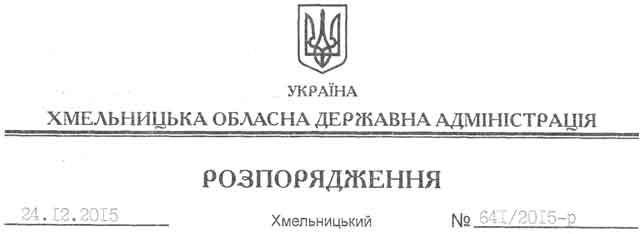 УКРАЇНА
ХМЕЛЬНИЦЬКА ОБЛАСНА ДЕРЖАВНА АДМІНІСТРАЦІЯ
РОЗПОРЯДЖЕННЯ
24.12.2015 Хмельницький № 641/2015-р